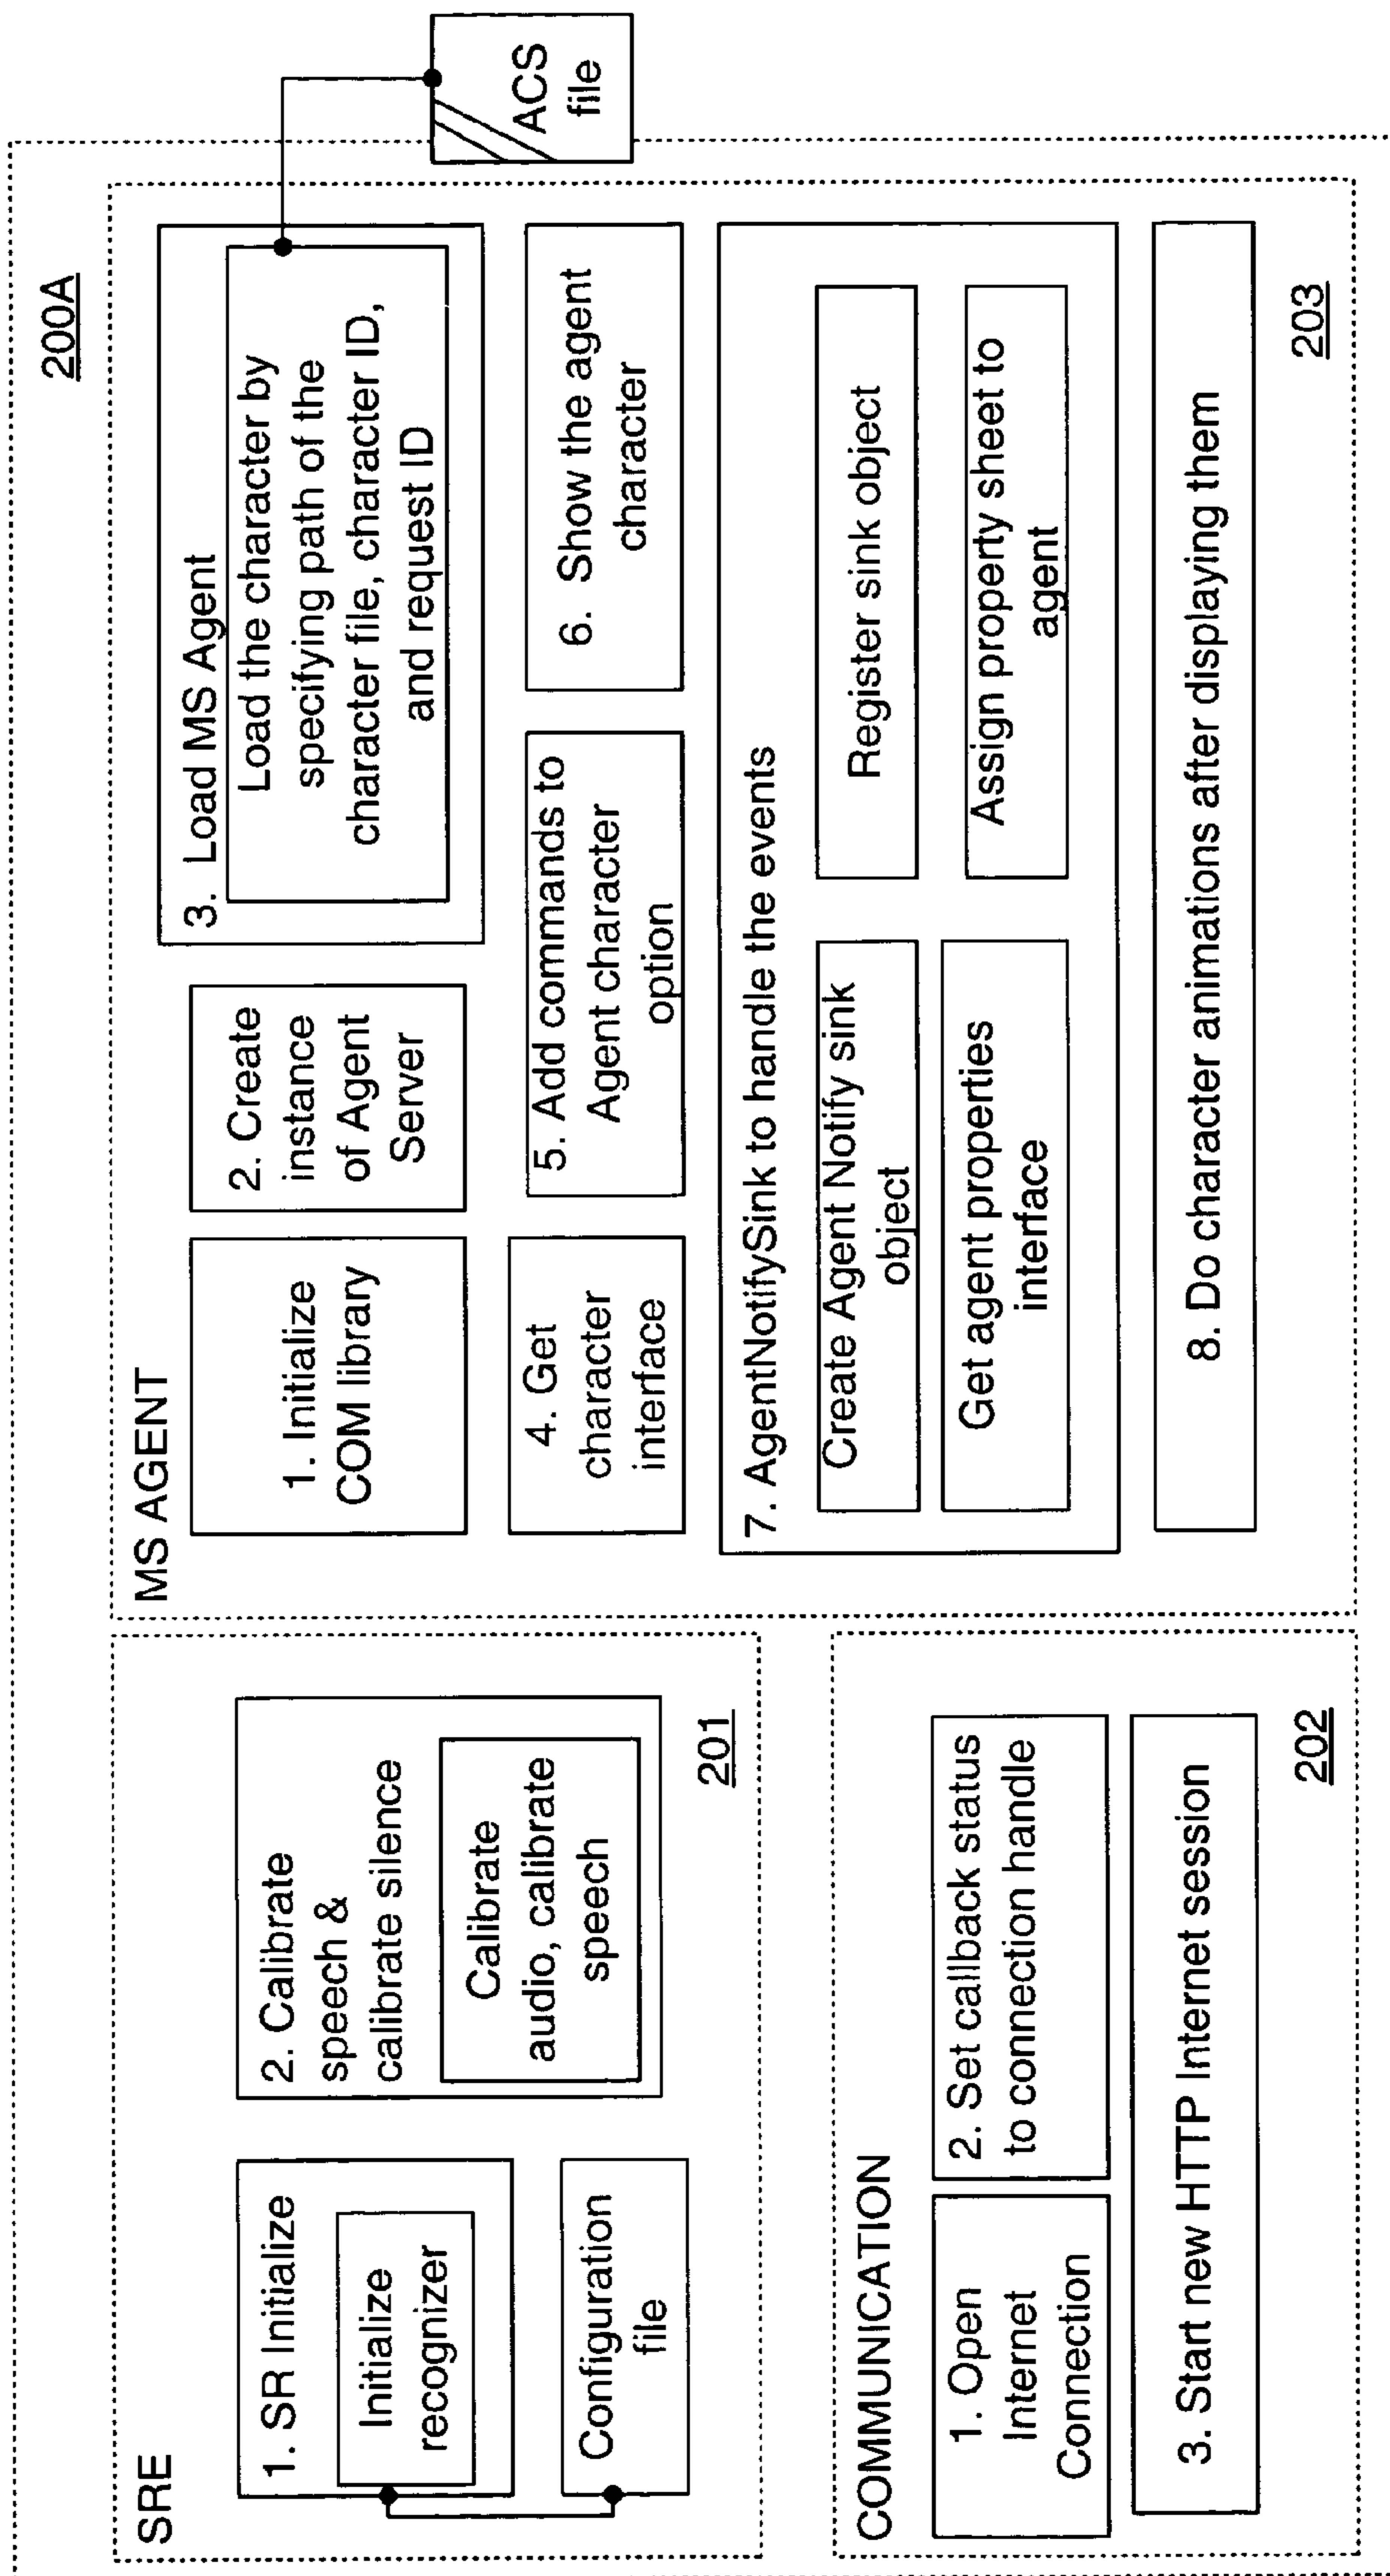 200A
SRE
1. SR Initialize
Initialize
recognizer
Configuration
file
2. Calibrate
speech &
calibrate silence
Calibrate
audio, calibrate
speech
201
COMMUNICATION
1. Open
Internet
Connection
2. Set callback status
to connection handle
3. Start new HTTP Internet session
202
MS AGENT
1. Initialize
COM library
2. Create
instance
of Agent
Server
3. Load MS Agent
Load the character by
specifying path of the
character file, character ID,
and request ID
ACS
file
4. Get
character
interface
5. Add commands to
Agent character
option
6. Show the agent
character
7. AgentNotifySink to handle the events
Create Agent Notify sink
object
Register sink object
Get agent properties
interface
Assign property sheet to
agent
8. Do character animations after displaying them
203